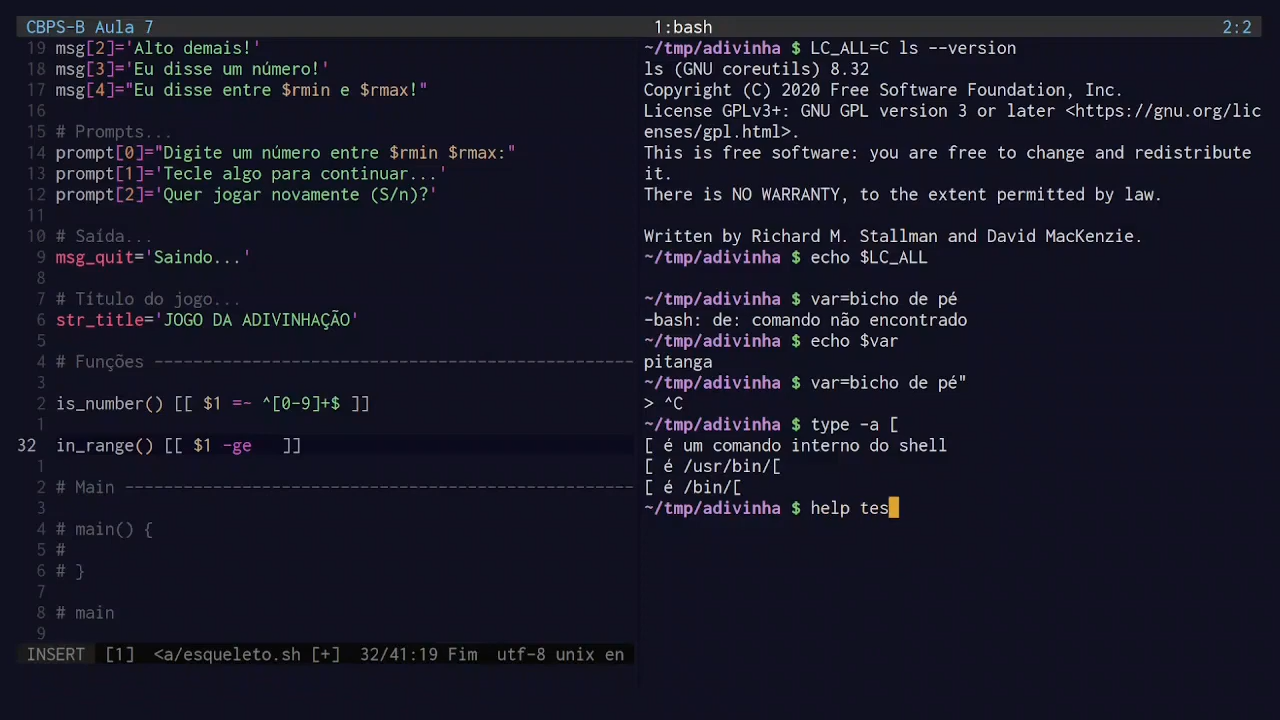 CBPS-B Aula 7 1:bash 2:2
19 msg[2]='Alto demais!'
18 msg[3]='Eu disse um número!'
17 msg[4]="Eu disse entre $rmin e $rmax!"
16
15 # Prompts...
14 prompt[0]="Digite um número entre $rmin $rmax:"
13 prompt[1]='Tecle algo para continuar...'
12 prompt[2]='Quer jogar novamente (S/n)?'
11
10 # Saída...
9 msg_quit='Saindo...'
8
7 # Título do jogo...
6 str_title='JOGO DA ADIVINHAÇÃO'
5
4 # Funções -------------------------------------------------
3
2 is_number() [[ $1 =~ ^[0-9]+$ ]]
1
32 in_range() [[ $1 -ge   ]]
1
2 # Main ----------------------------------------------------
3
4 # main() {
5 #
6 # }
7
8 # main
9
INSERT [1] <a/esqueleto.sh [+] 32/41:19 Fim utf-8 unix en
~/tmp/adivinha $ LC_ALL=C ls --version
ls (GNU coreutils) 8.32
Copyright (C) 2020 Free Software Foundation, Inc.
License GPLv3+: GNU GPL version 3 or later <https://gnu.org/lic
enses/gpl.html>.
This is free software: you are free to change and redistribute
it.
There is NO WARRANTY, to the extent permitted by law.

Written by Richard M. Stallman and David MacKenzie.
~/tmp/adivinha $ echo $LC_ALL

~/tmp/adivinha $ var=bicho de pé
-bash: de: comando não encontrado
~/tmp/adivinha $ echo $var
pitanga
~/tmp/adivinha $ var=bicho de pé"
> ^C
~/tmp/adivinha $ type -a [
[ é um comando interno do shell
[ é /usr/bin/[
[ é /bin/[
~/tmp/adivinha $ help tes